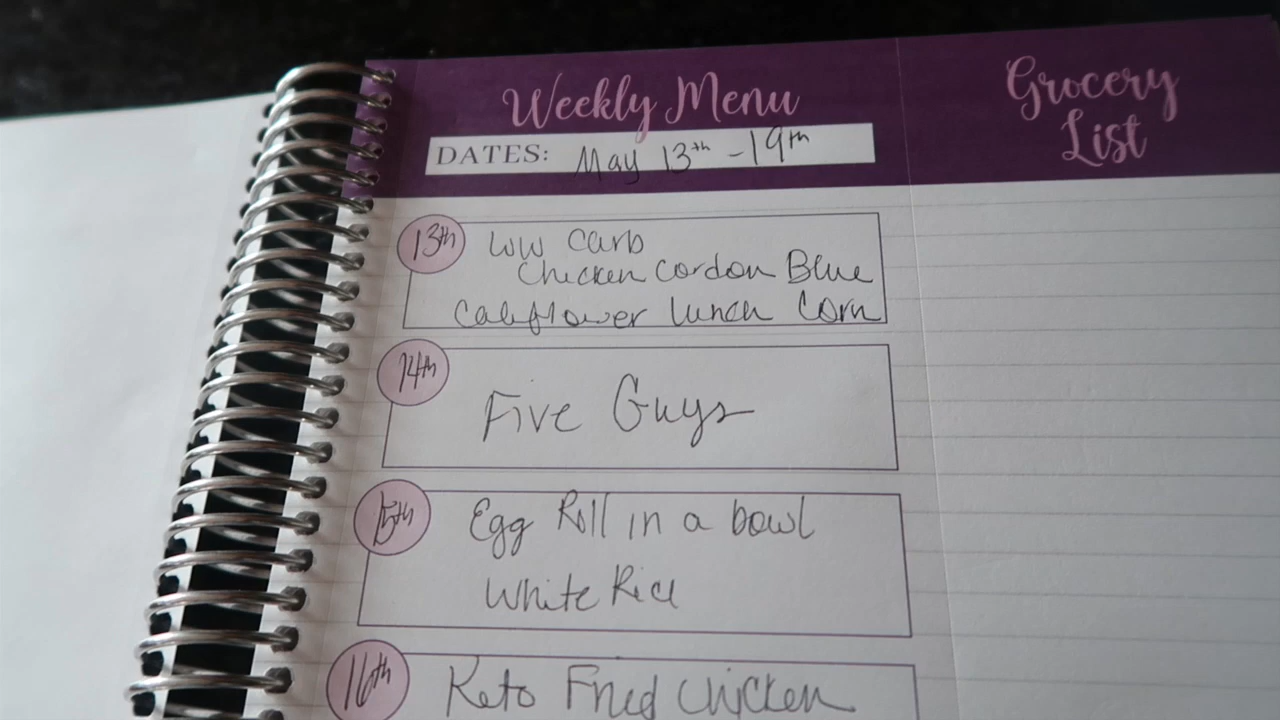 Weekly Menu
Grocery
List
DATES: May 13th - 19th
13th
Low Carb
Chicken Cordon Blue
Califlower lunch Corn
14th
Five Guys
15th
Egg Roll in a bowl
White Rice
16th
Keto Fried Chicken